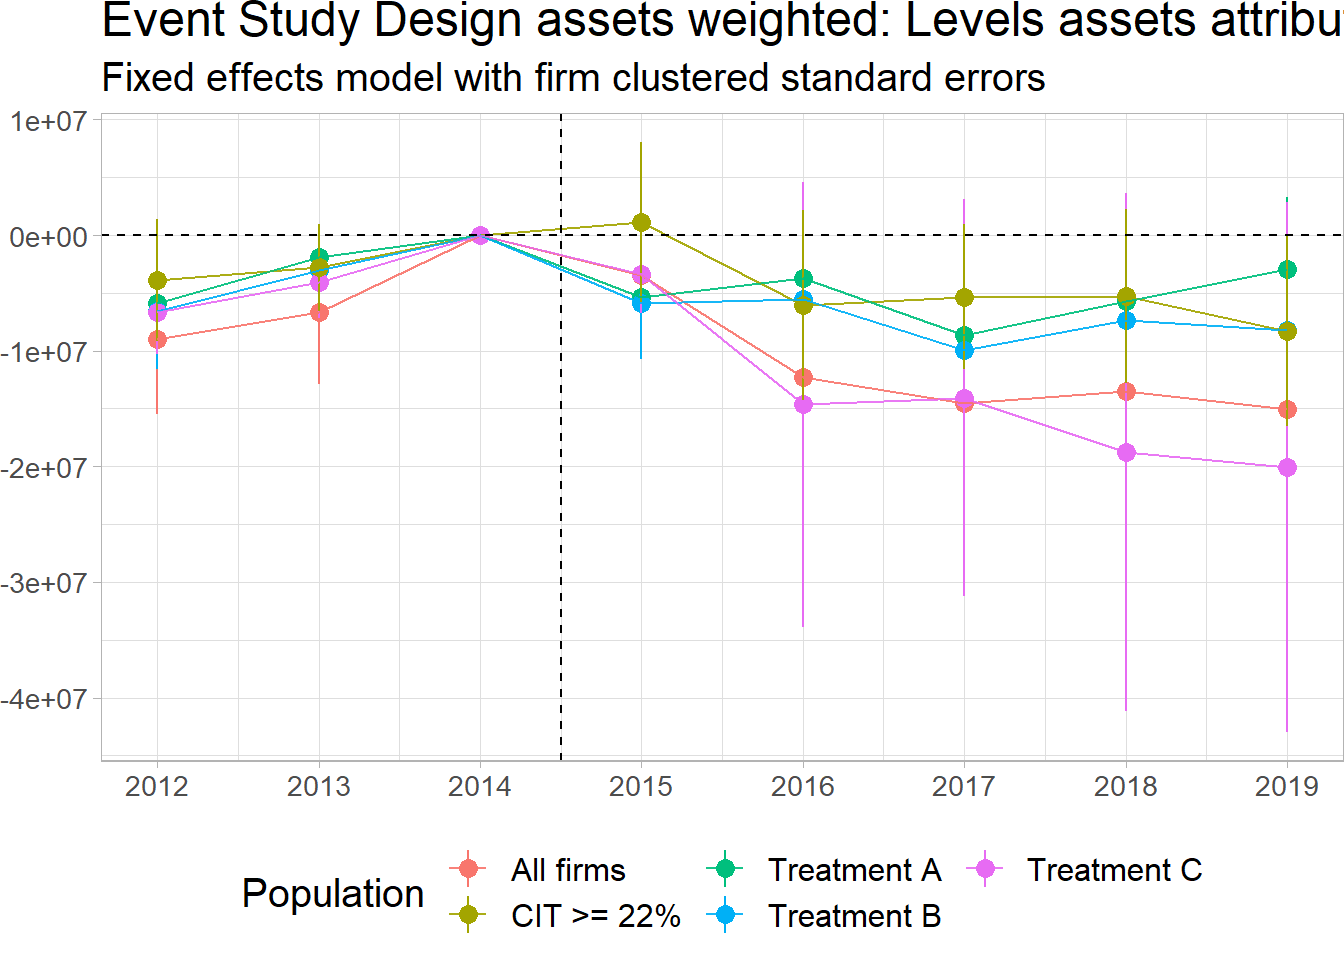 Event Study Design assets weighted: Levels assets attribu
Fixed effects model with firm clustered standard errors
1e+07
0e+00
-1e+07
-2e+07
-3e+07
-4e+07
2012 2013 2014 2015 2016 2017 2018 2019
Population
All firms Treatment A Treatment C
CIT >= 22% Treatment B